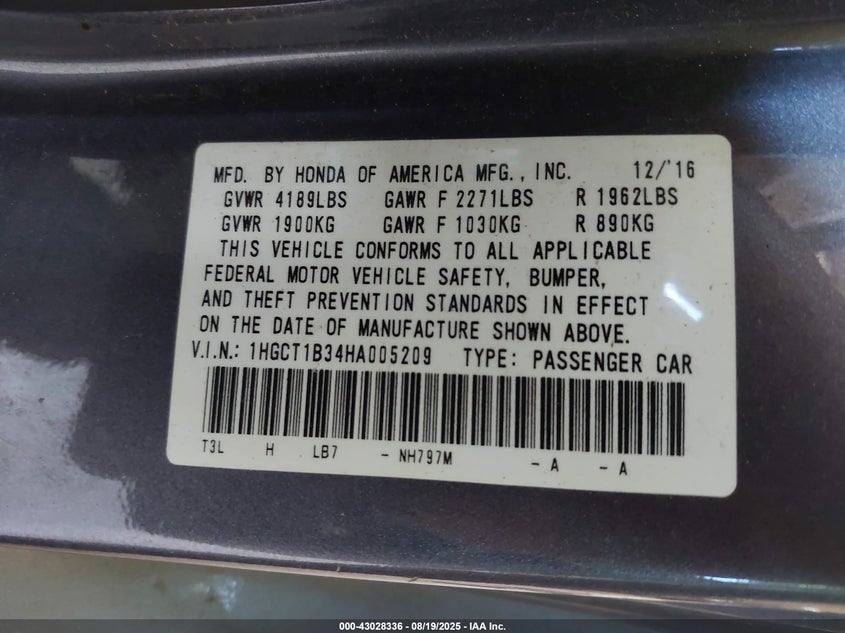 MFD. BY HONDA OF AMERICA MFG., INC. 12/'16
GVWR 4189LBS GAWR F 2271LBS R 1962LBS
GVWR 1900KG GAWR F 1030KG R 890KG
THIS VEHICLE CONFORMS TO ALL APPLICABLE
FEDERAL MOTOR VEHICLE SAFETY, BUMPER,
AND THEFT PREVENTION STANDARDS IN EFFECT
ON THE DATE OF MANUFACTURE SHOWN ABOVE.
V.I.N.: 1HGCT1B34HA005209 TYPE: PASSENGER CAR
T3L H LB7 - NH797M - A - A
000-43028336 - 08/19/2025 - IAA Inc.